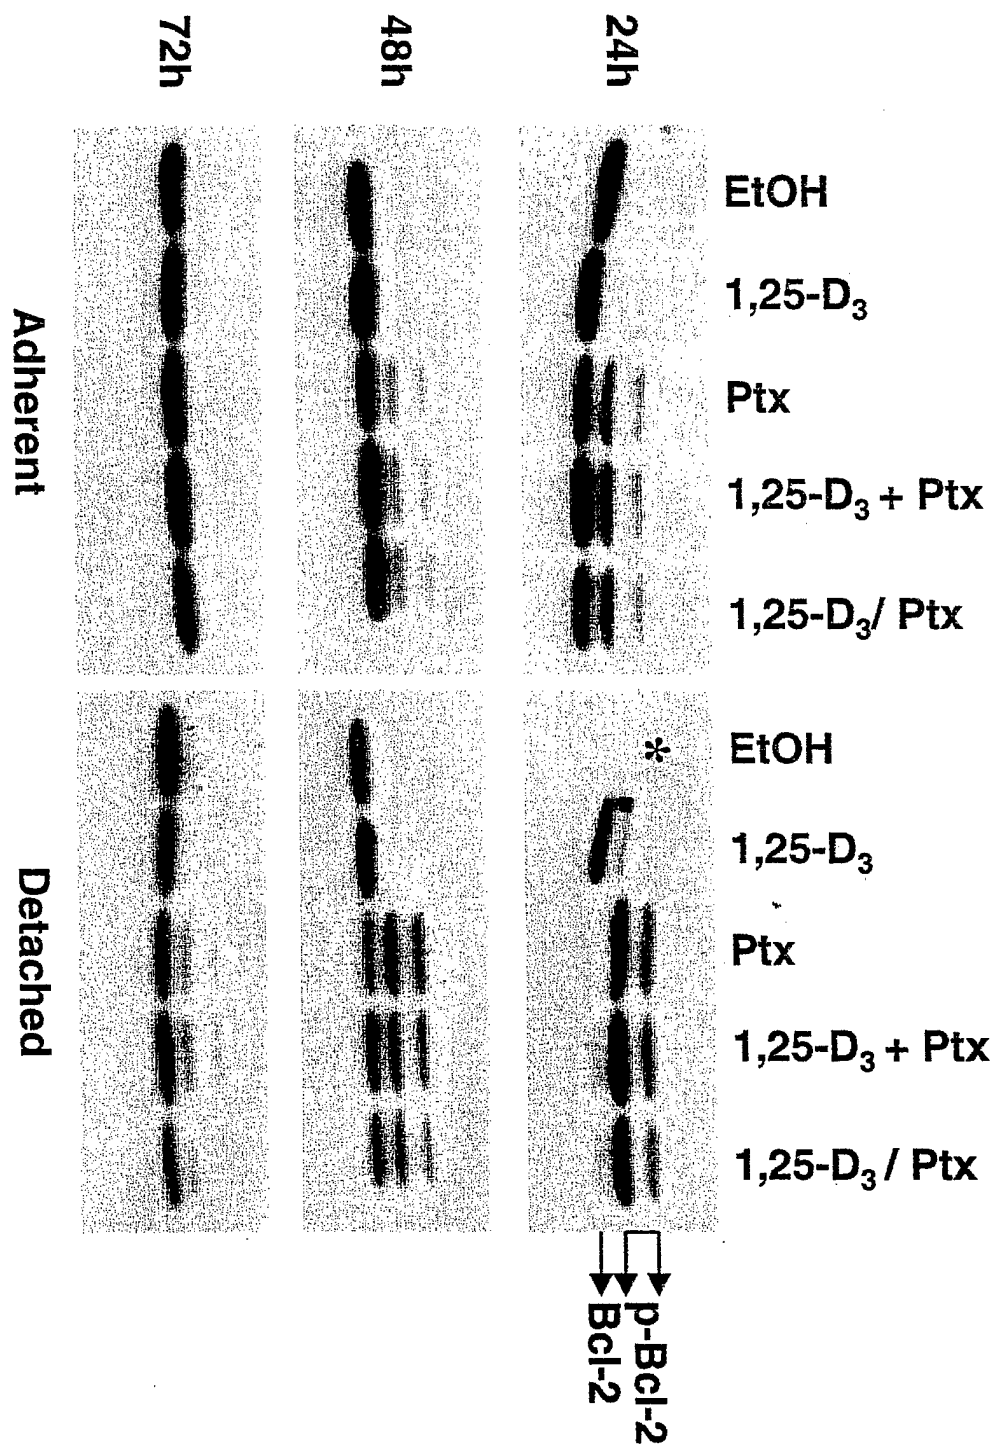 EtOH
1,25-D₃
Ptx
1,25-D₃ + Ptx
1,25-D₃/ Ptx
EtOH
1,25-D₃
Ptx
1,25-D₃ + Ptx
1,25-D₃ / Ptx
24h
*
p-Bcl-2
Bcl-2
48h
72h
Adherent
Detached